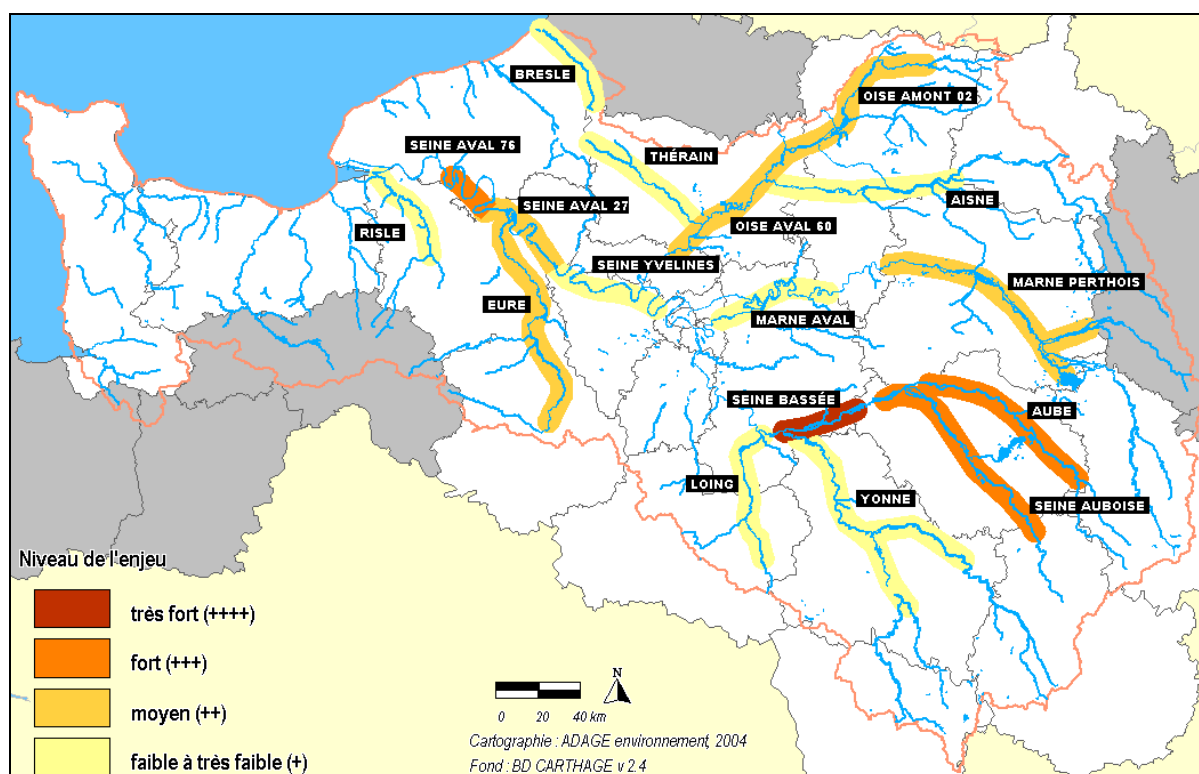 BRESLE
OISE AMONT 02
SEINE AVAL 76
THÉRAIN
AISNE
SEINE AVAL 27
RISLE
OISE AVAL 60
SEINE YVELINES
MARNE PERTHOIS
EURE
MARNE AVAL
SEINE BASSÉE
AUBE
LOING
YONNE
SEINE AUBOISE
Niveau de l'enjeu
très fort (++++)
fort (+++)
moyen (++)
faible à très faible (+)
N
0 20 40 km
Cartographie : ADAGE environnement, 2004
Fond : BD CARTHAGE v 2.4